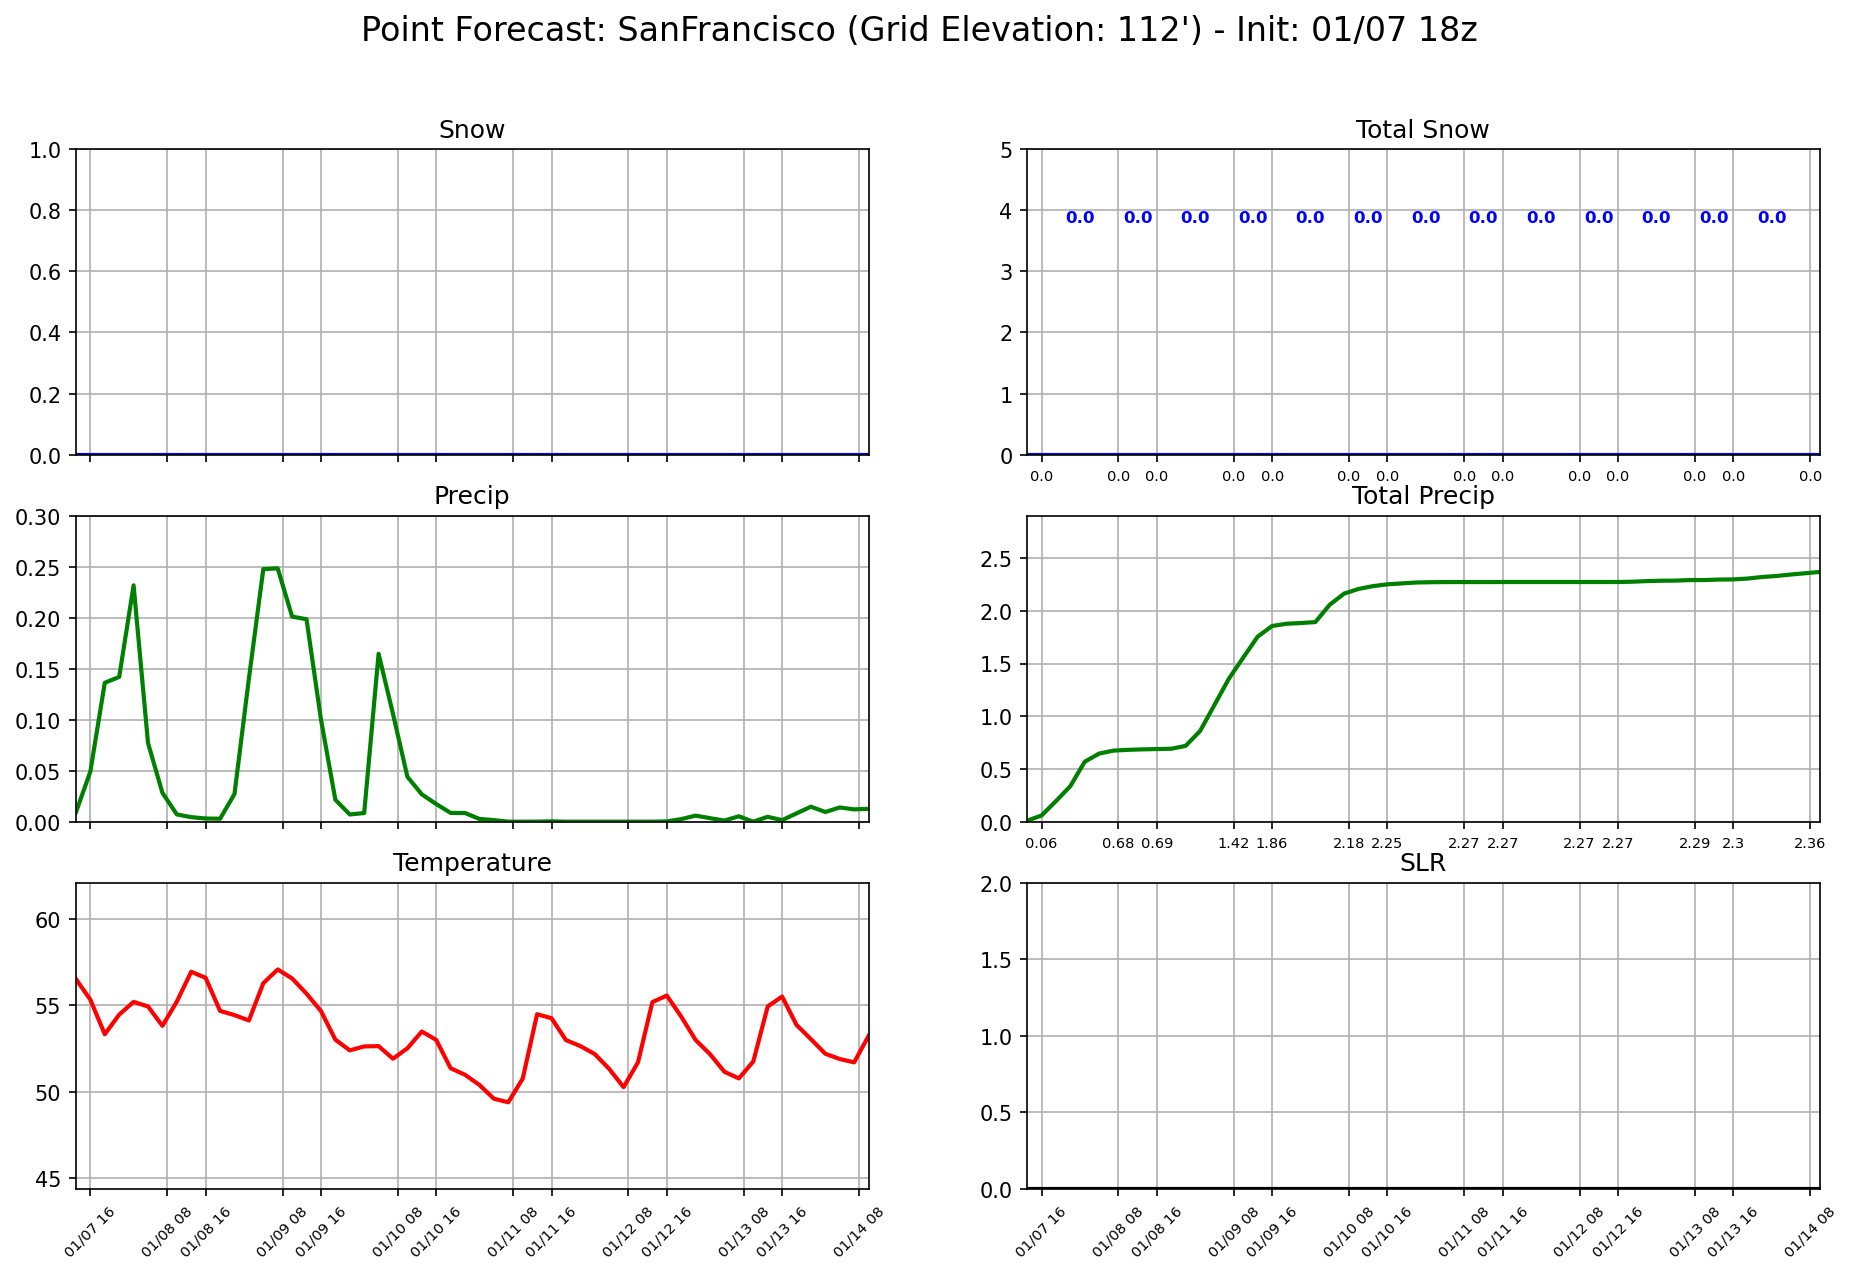 Point Forecast: SanFrancisco (Grid Elevation: 112') - Init: 01/07 18z
Snow
1.0
0.8
0.6
0.4
0.2
0.0
Total Snow
5
4
3
2
1
0
0.0 0.0 0.0 0.0 0.0 0.0 0.0 0.0 0.0 0.0 0.0 0.0 0.0
0.0 0.0 0.0 0.0 0.0 0.0 0.0 0.0 0.0 0.0 0.0 0.0 0.0 0.0
Precip
0.30
0.25
0.20
0.15
0.10
0.05
0.00
Total Precip
2.5
2.0
1.5
1.0
0.5
0.0
0.06 0.68 0.69 1.42 1.86 2.18 2.25 2.27 2.27 2.27 2.27 2.29 2.3 2.36
Temperature
60
55
50
45
01/07 16 01/08 08 01/08 16 01/09 08 01/09 16 01/10 08 01/10 16 01/11 08 01/11 16 01/12 08 01/12 16 01/13 08 01/13 16 01/14 08
SLR
2.0
1.5
1.0
0.5
0.0
01/07 16 01/08 08 01/08 16 01/09 08 01/09 16 01/10 08 01/10 16 01/11 08 01/11 16 01/12 08 01/12 16 01/13 08 01/13 16 01/14 08